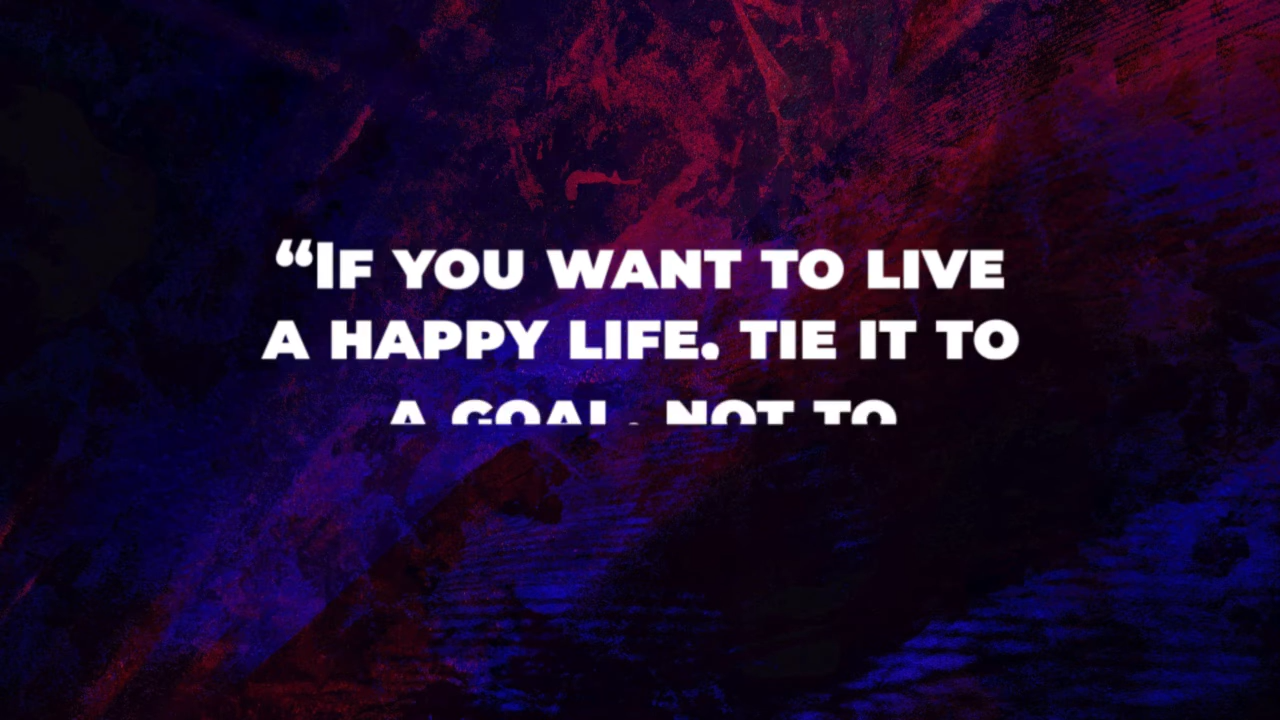 “IF YOU WANT TO LIVE
A HAPPY LIFE. TIE IT TO
A GOAL. NOT TO